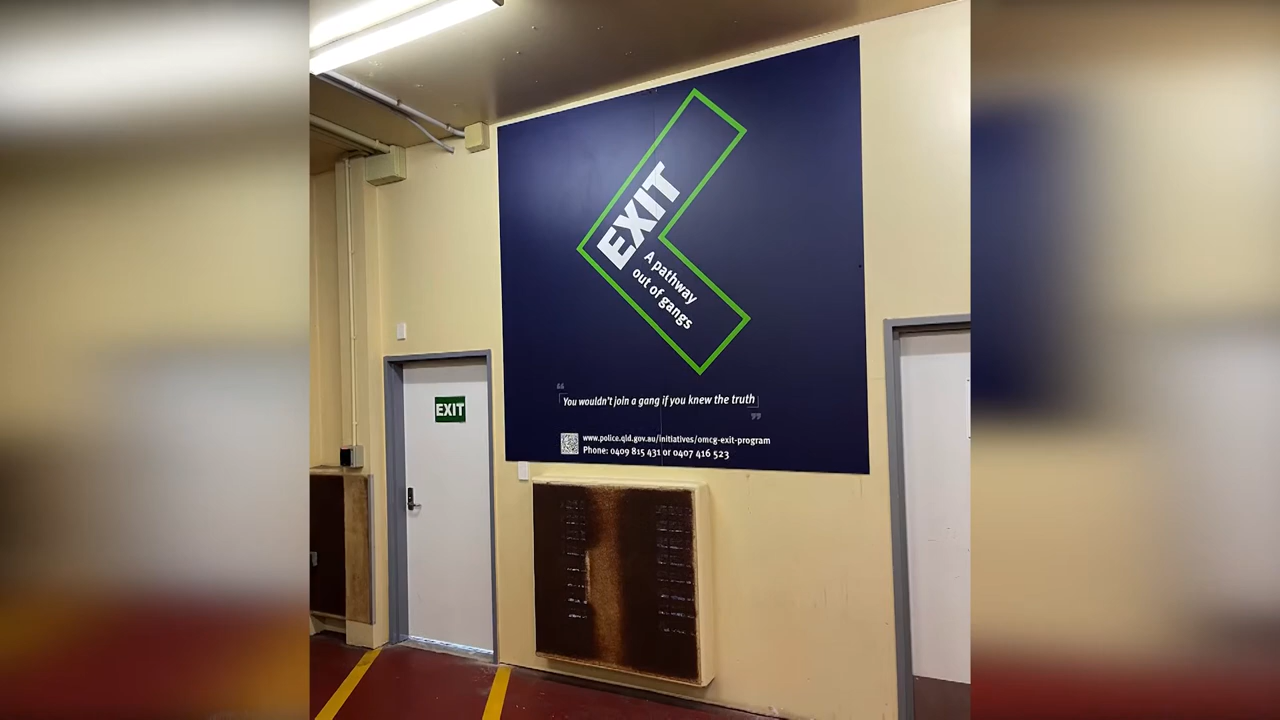 EXIT
A pathway
out of gangs
EXIT
“
You wouldn't join a gang if you knew the truth
”
www.police.qld.gov.au/initiatives/omcg-exit-program
Phone: 0409 815 431 or 0407 416 523